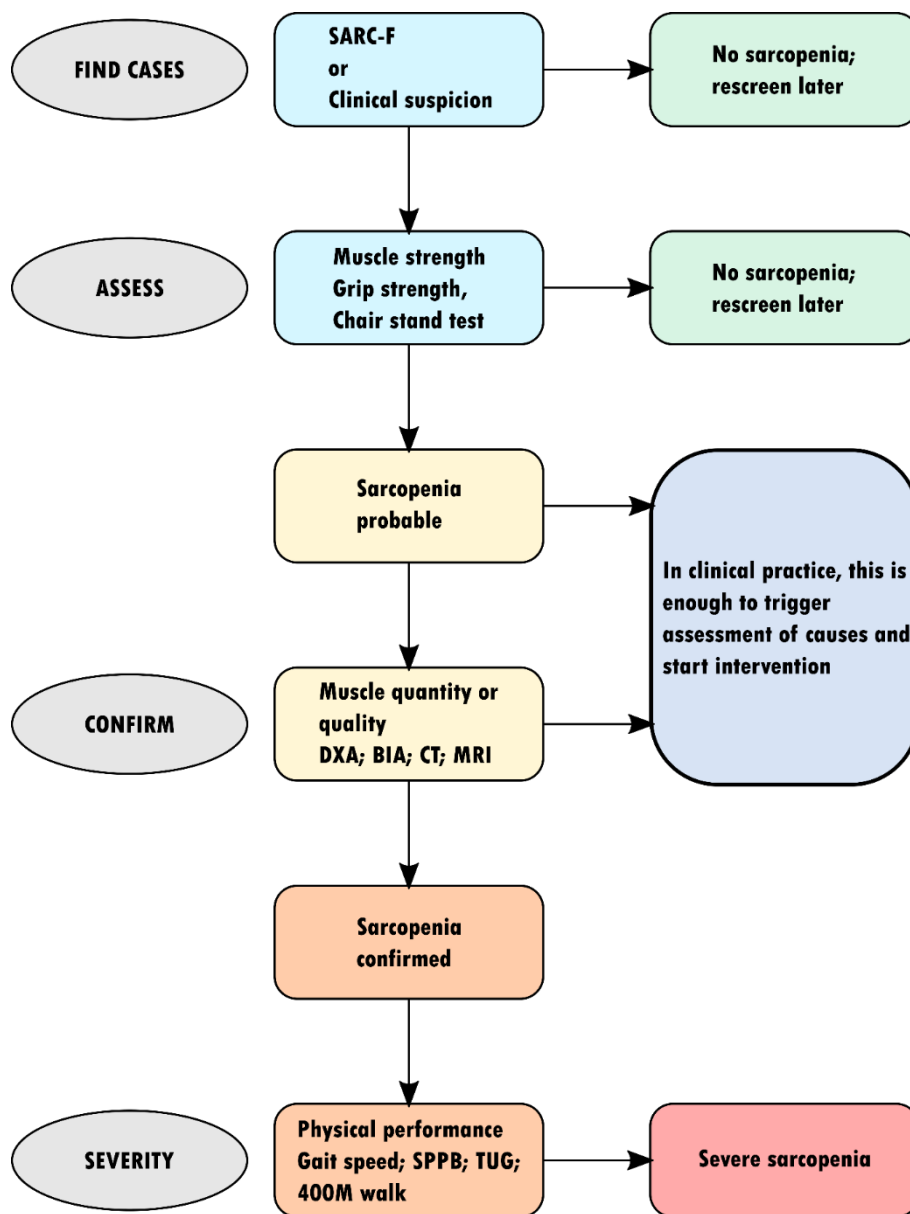 FIND CASES
SARC-F
or
Clinical suspicion
No sarcopenia;
rescreen later
ASSESS
Muscle strength
Grip strength,
Chair stand test
No sarcopenia;
rescreen later
Sarcopenia
probable
In clinical practice, this is
enough to trigger
assessment of causes and
start intervention
CONFIRM
Muscle quantity or
quality
DXA; BIA; CT; MRI
Sarcopenia
confirmed
SEVERITY
Physical performance
Gait speed; SPPB; TUG;
400M walk
Severe sarcopenia